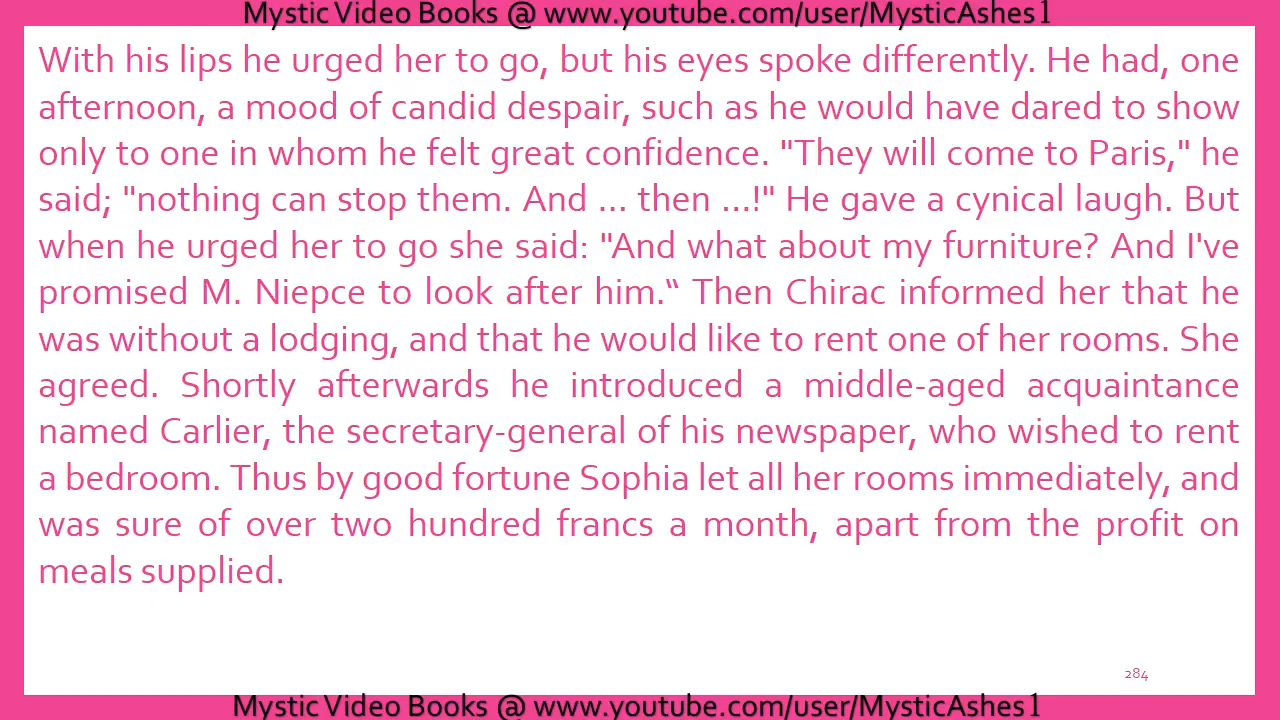 Mystic Video Books @ www.youtube.com/user/MysticAshes1
With his lips he urged her to go, but his eyes spoke differently. He had, one
afternoon, a mood of candid despair, such as he would have dared to show
only to one in whom he felt great confidence. "They will come to Paris," he
said; "nothing can stop them. And ... then ...!" He gave a cynical laugh. But
when he urged her to go she said: "And what about my furniture? And I've
promised M. Niepce to look after him.“ Then Chirac informed her that he
was without a lodging, and that he would like to rent one of her rooms. She
agreed. Shortly afterwards he introduced a middle-aged acquaintance
named Carlier, the secretary-general of his newspaper, who wished to rent
a bedroom. Thus by good fortune Sophia let all her rooms immediately, and
was sure of over two hundred francs a month, apart from the profit on
meals supplied.
284
Mystic Video Books @ www.youtube.com/user/MysticAshes1